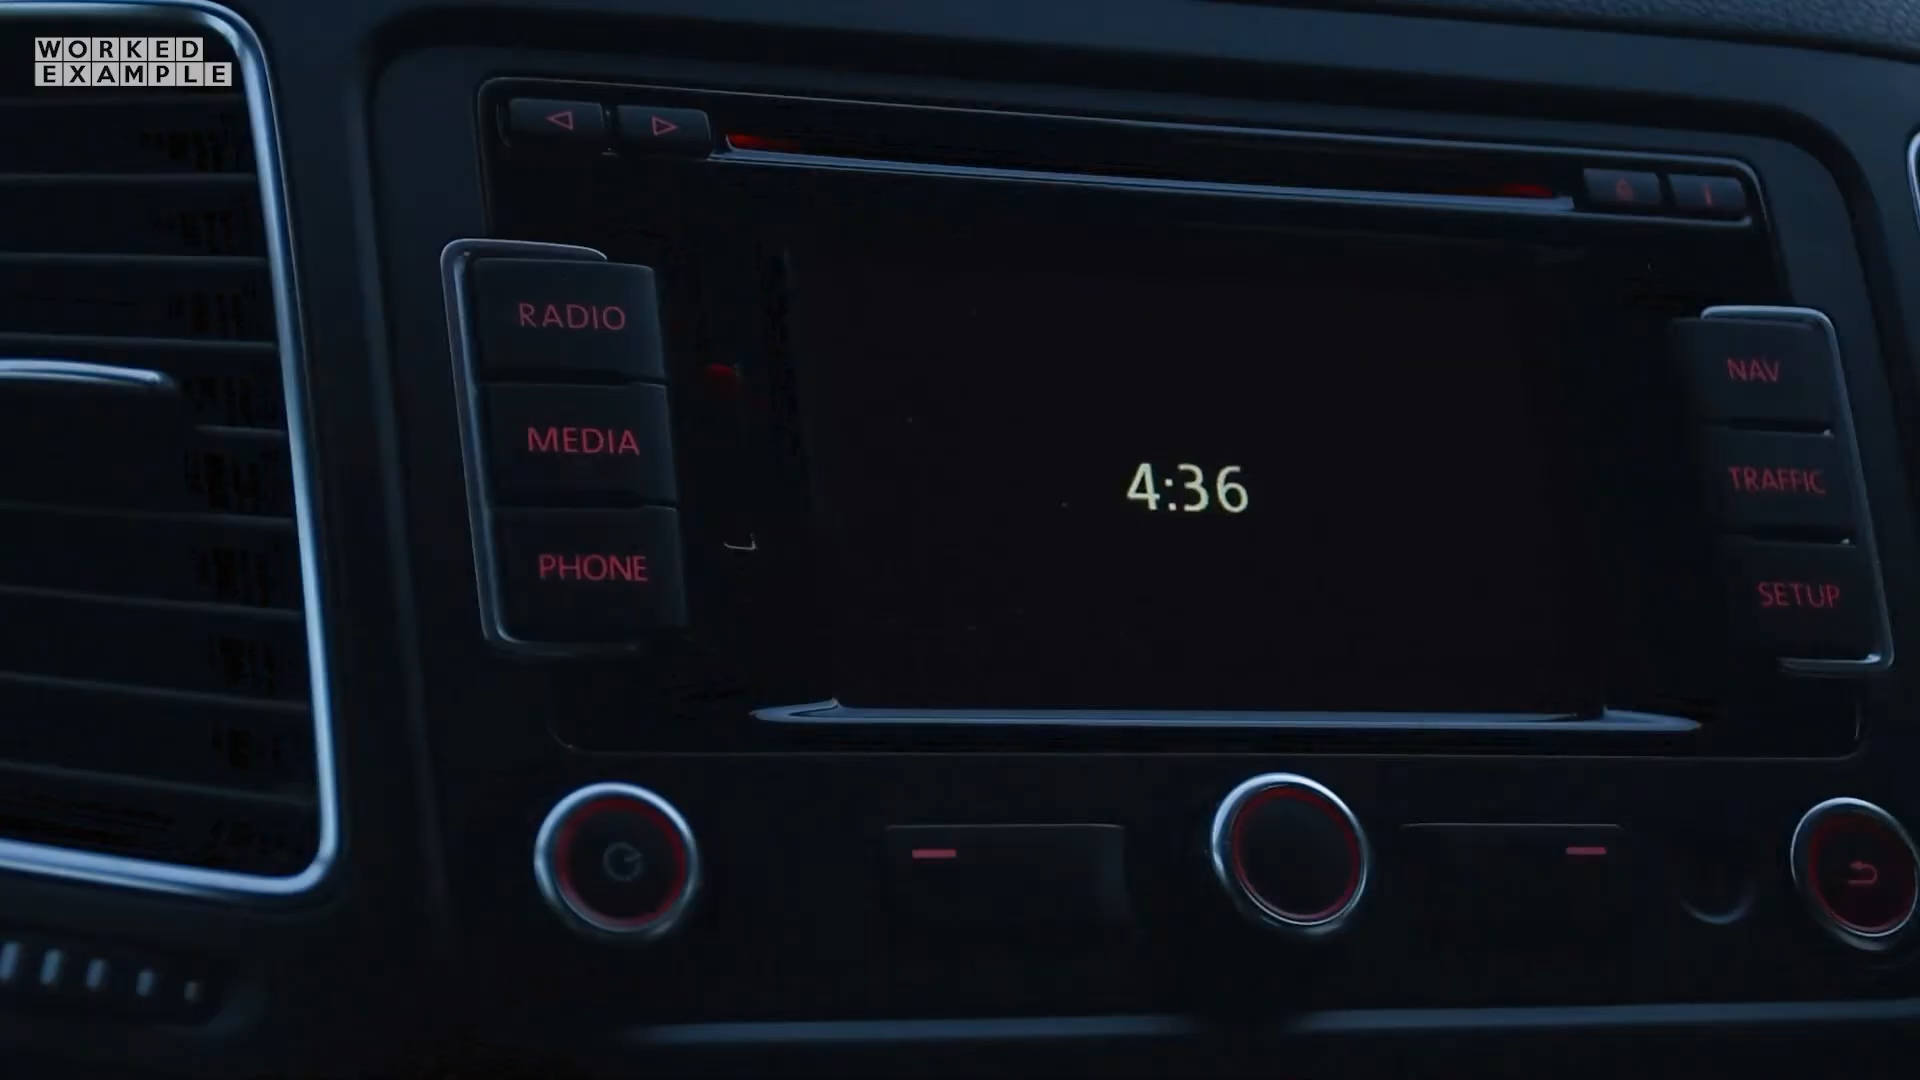 WORKED
EXAMPLE
RADIO
MEDIA
PHONE
4:36
NAV
TRAFFIC
SETUP